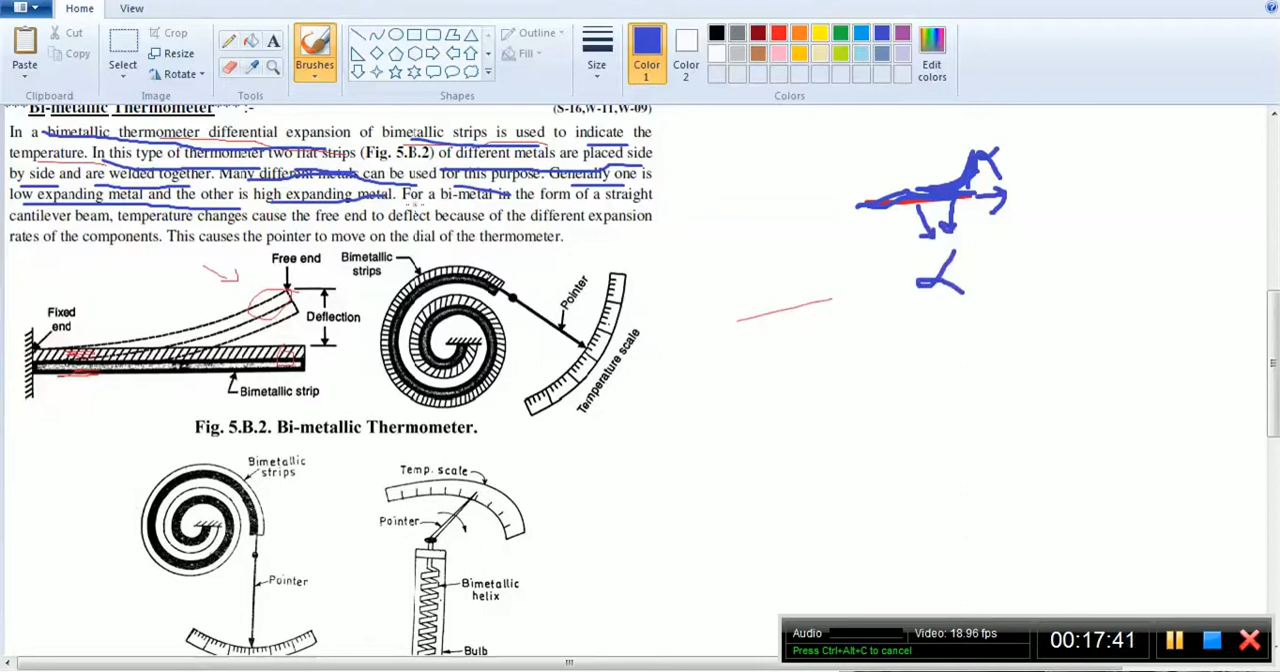 Home
View
Cut
Copy
Paste
Clipboard
Select
Crop
Resize
Rotate
Image
A
Tools
Brushes
Outline
Fill
Shapes
Size
Color
1
Color
2
Edit
colors
Colors
***Bi-metallic Thermometer*** :-
(S-16,W-11,W-09)
In a bimetallic thermometer differential expansion of bimetallic strips is used to indicate the
temperature. In this type of thermometer two flat strips (Fig. 5.B.2) of different metals are placed side
by side and are welded together. Many different metals can be used for this purpose. Generally one is
low expanding metal and the other is high expanding metal. For a bi-metal in the form of a straight
cantilever beam, temperature changes cause the free end to deflect because of the different expansion
rates of the components. This causes the pointer to move on the dial of the thermometer.
Free end
Fixed
end
Deflection
Bimetallic strip
Bimetallic
strips
Pointer
Temperature scale
Fig. 5.B.2. Bi-metallic Thermometer.
Bimetallic
strips
Pointer
Temp. scale
Pointer
Bimetallic
helix
Bulb
Audio
Video: 18.96 fps
Press Ctrl+Alt+C to cancel
00:17:41